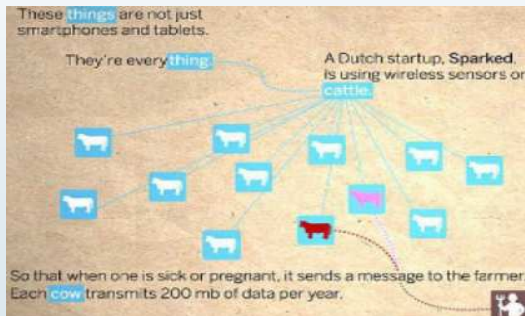 These things are not just
smartphones and tablets.
They're everything.
A Dutch startup, Sparked,
is using wireless sensors on
cattle.
So that when one is sick or pregnant, it sends a message to the farmer.
Each cow transmits 200 mb of data per year.